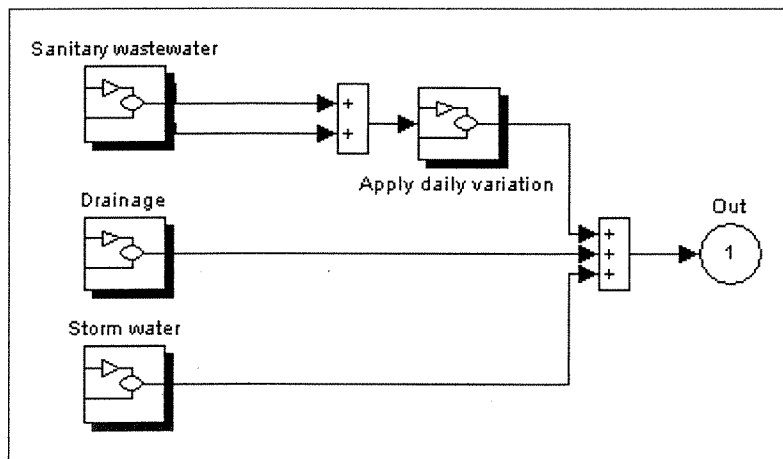 Sanitary wastewater
+
+
Apply daily variation
Drainage
Out
+
+
+
1
Storm water